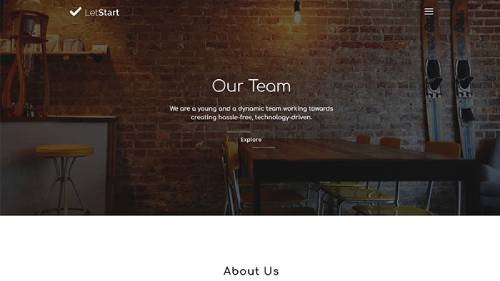 LetStart
Our Team
We are a young and a dynamic team working towards
creating hassle-free, technology-driven.
Explore
About Us